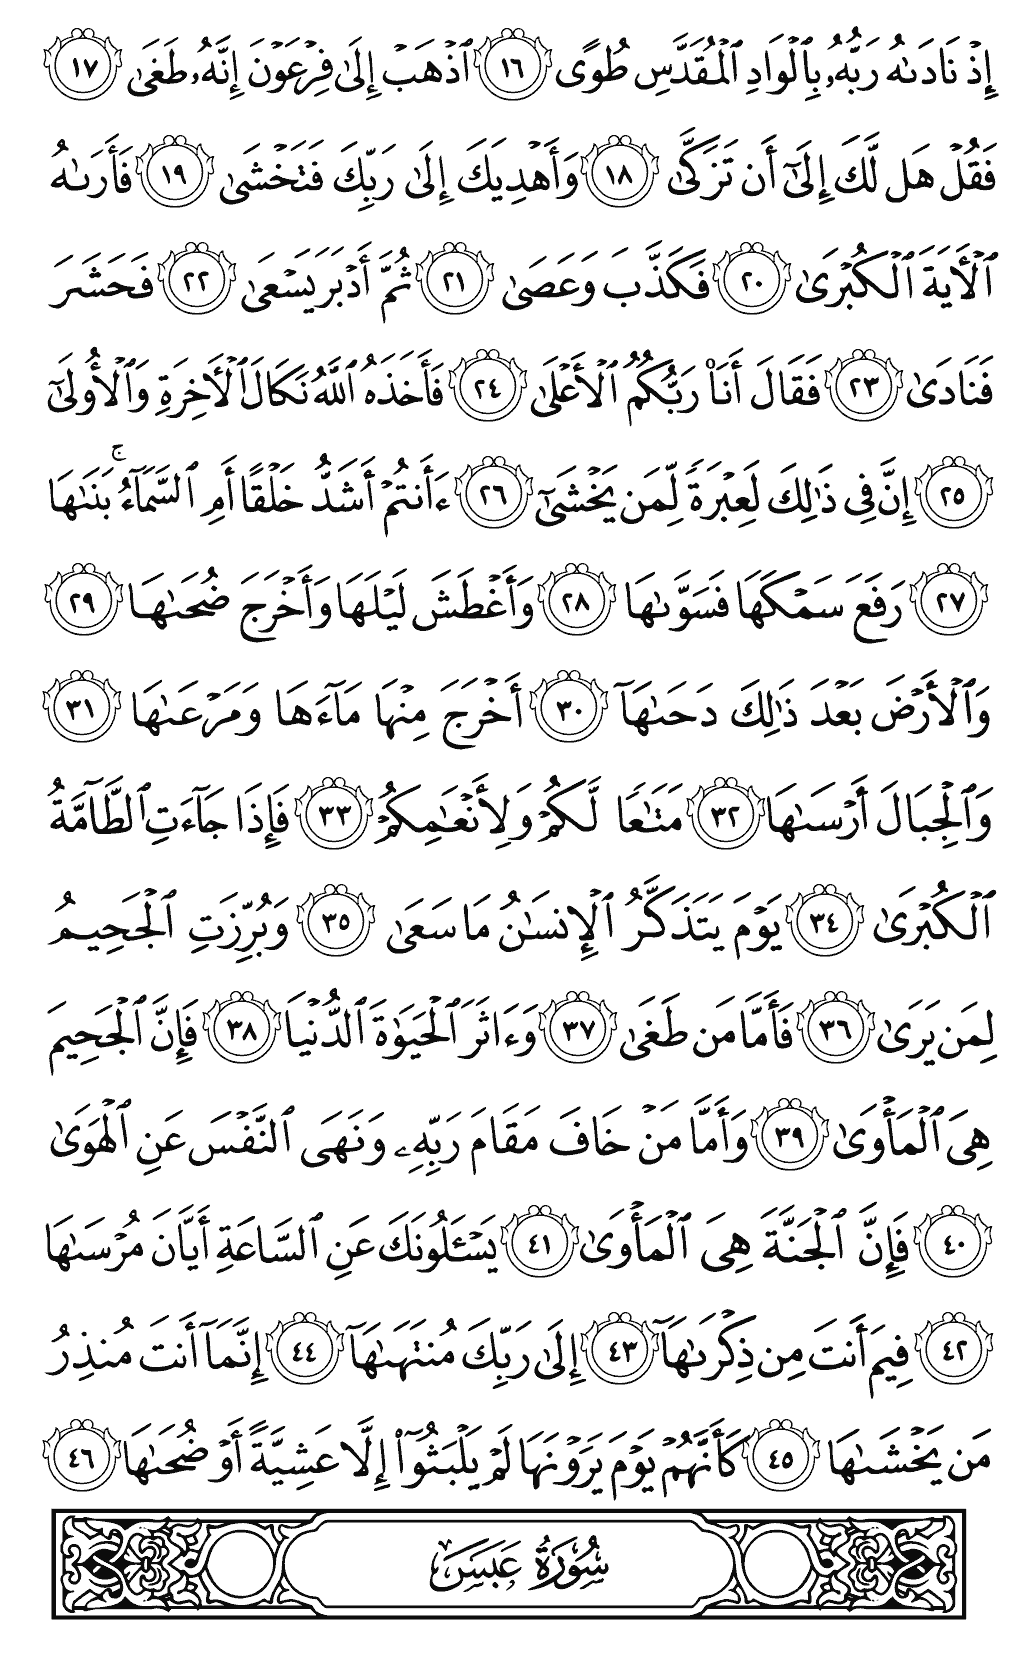 إِذْ نَادَىٰهُ رَبُّهُۥ بِٱلْوَادِ ٱلْمُقَدَّسِ طُوًى ١٦ ٱذْهَبْ إِلَىٰ فِرْعَوْنَ إِنَّهُۥ طَغَىٰ ١٧
فَقُلْ هَل لَّكَ إِلَىٰٓ أَن تَزَكَّىٰ ١٨ وَأَهْدِيَكَ إِلَىٰ رَبِّكَ فَتَخْشَىٰ ١٩ فَأَرَىٰهُ
ٱلْءَايَةَ ٱلْكُبْرَىٰ ٢٠ فَكَذَّبَ وَعَصَىٰ ٢١ ثُمَّ أَدْبَرَ يَسْعَىٰ ٢٢ فَحَشَرَ
فَنَادَىٰ ٢٣ فَقَالَ أَنَا۠ رَبُّكُمُ ٱلْأَعْلَىٰ ٢٤ فَأَخَذَهُ ٱللَّهُ نَكَالَ ٱلْءَاخِرَةِ وَٱلْأُولَىٰٓ
٢٥ إِنَّ فِى ذَٰلِكَ لَعِبْرَةً لِّمَن يَخْشَىٰٓ ٢٦ ءَأَنتُمْ أَشَدُّ خَلْقًا أَمِ ٱلسَّمَآءُ ۚ بَنَىٰهَا
٢٧ رَفَعَ سَمْكَهَا فَسَوَّىٰهَا ٢٨ وَأَغْطَشَ لَيْلَهَا وَأَخْرَجَ ضُحَىٰهَا ٢٩
وَٱلْأَرْضَ بَعْدَ ذَٰلِكَ دَحَىٰهَآ ٣٠ أَخْرَجَ مِنْهَا مَآءَهَا وَمَرْعَىٰهَا ٣١
وَٱلْجِبَالَ أَرْسَىٰهَا ٣٢ مَتَٰعًا لَّكُمْ وَلِأَنْعَٰمِكُمْ ٣٣ فَإِذَا جَآءَتِ ٱلطَّآمَّةُ
ٱلْكُبْرَىٰ ٣٤ يَوْمَ يَتَذَكَّرُ ٱلْإِنسَٰنُ مَا سَعَىٰ ٣٥ وَبُرِّزَتِ ٱلْجَحِيمُ
لِمَن يَرَىٰ ٣٦ فَأَمَّا مَن طَغَىٰ ٣٧ وَءَاثَرَ ٱلْحَيَوٰةَ ٱلدُّنْيَا ٣٨ فَإِنَّ ٱلْجَحِيمَ
هِىَ ٱلْمَأْوَىٰ ٣٩ وَأَمَّا مَنْ خَافَ مَقَامَ رَبِّهِۦ وَنَهَى ٱلنَّفْسَ عَنِ ٱلْهَوَىٰ
٤٠ فَإِنَّ ٱلْجَنَّةَ هِىَ ٱلْمَأْوَىٰ ٤١ يَسْـَٔلُونَكَ عَنِ ٱلسَّاعَةِ أَيَّانَ مُرْسَىٰهَا
٤٢ فِيمَ أَنتَ مِن ذِكْرَىٰهَآ ٤٣ إِلَىٰ رَبِّكَ مُنتَهَىٰهَآ ٤٤ إِنَّمَآ أَنتَ مُنذِرُ
مَن يَخْشَىٰهَا ٤٥ كَأَنَّهُمْ يَوْمَ يَرَوْنَهَا لَمْ يَلْبَثُوٓا۟ إِلَّا عَشِيَّةً أَوْ ضُحَىٰهَا ٤٦
سُورَةُ عَبَسَ